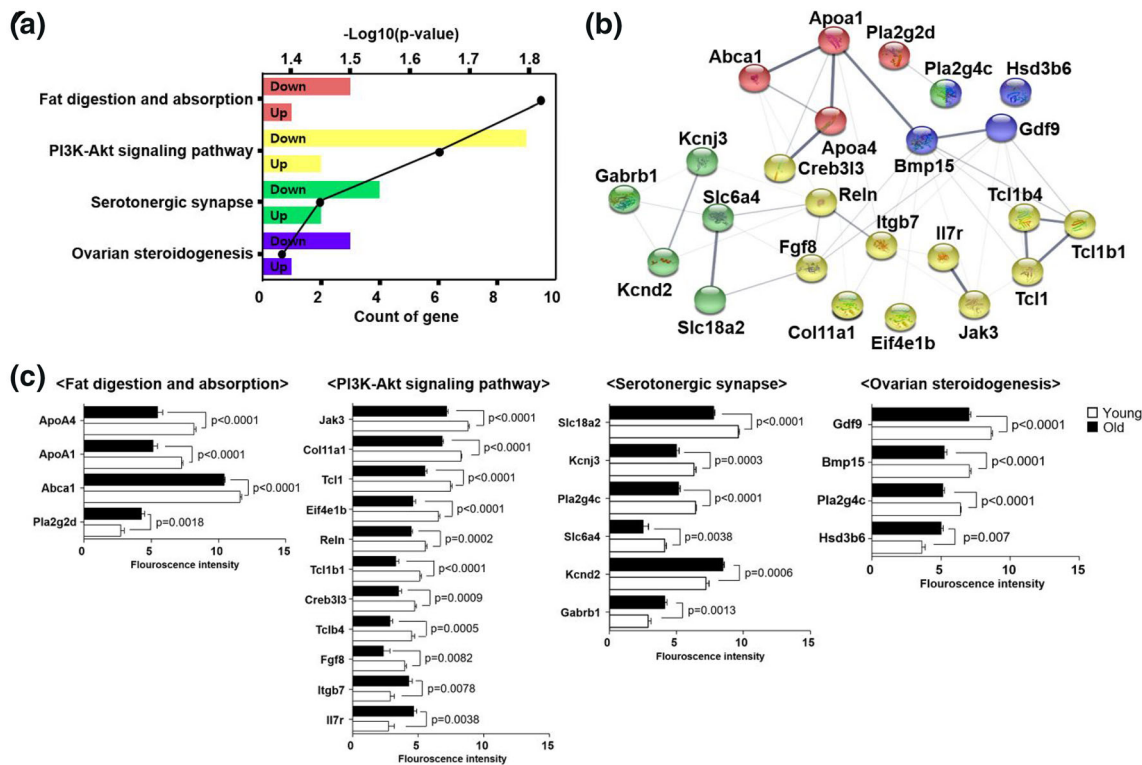 (a)
-Log10(p-value)
1.4 1.5 1.6 1.7 1.8
Fat digestion and absorption
Down
Up
PI3K-Akt signaling pathway
Down
Up
Serotonergic synapse
Down
Up
Ovarian steroidogenesis
Down
Up
0 2 4 6 8 10
Count of gene
(b)
Apoa1
Pla2g2d
Abca1
Pla2g4c
Hsd3b6
Apoa4
Gdf9
Kcnj3
Creb3l3
Bmp15
Gabrb1
Slc6a4
Reln
Tcl1b4
Itgb7
Il7r
Tcl1b1
Fgf8
Kcnd2
Tcl1
Slc18a2
Col11a1
Eif4e1b
Jak3
(c)
<Fat digestion and absorption>
ApoA4 p<0.0001
ApoA1 p<0.0001
Abca1 p<0.0001
Pla2g2d p=0.0018
0 5 10 15
Flouroscence intensity
<PI3K-Akt signaling pathway>
Jak3 p<0.0001
Col11a1 p<0.0001
Tcl1 p<0.0001
Eif4e1b p<0.0001
Reln p=0.0002
Tcl1b1 p<0.0001
Creb3l3 p=0.0009
Tclb4 p=0.0005
Fgf8 p=0.0082
Itgb7 p=0.0078
Il7r p=0.0038
0 5 10 15
Flouroscence intensity
<Serotonergic synapse>
Slc18a2 p<0.0001
Kcnj3 p=0.0003
Pla2g4c p<0.0001
Slc6a4 p=0.0038
Kcnd2 p=0.0006
Gabrb1 p=0.0013
0 5 10 15
Flouroscence intensity
<Ovarian steroidogenesis>
Gdf9 p<0.0001
Bmp15 p<0.0001
Pla2g4c p<0.0001
Hsd3b6 p=0.007
0 5 10 15
Flouroscence intensity
Young
Old